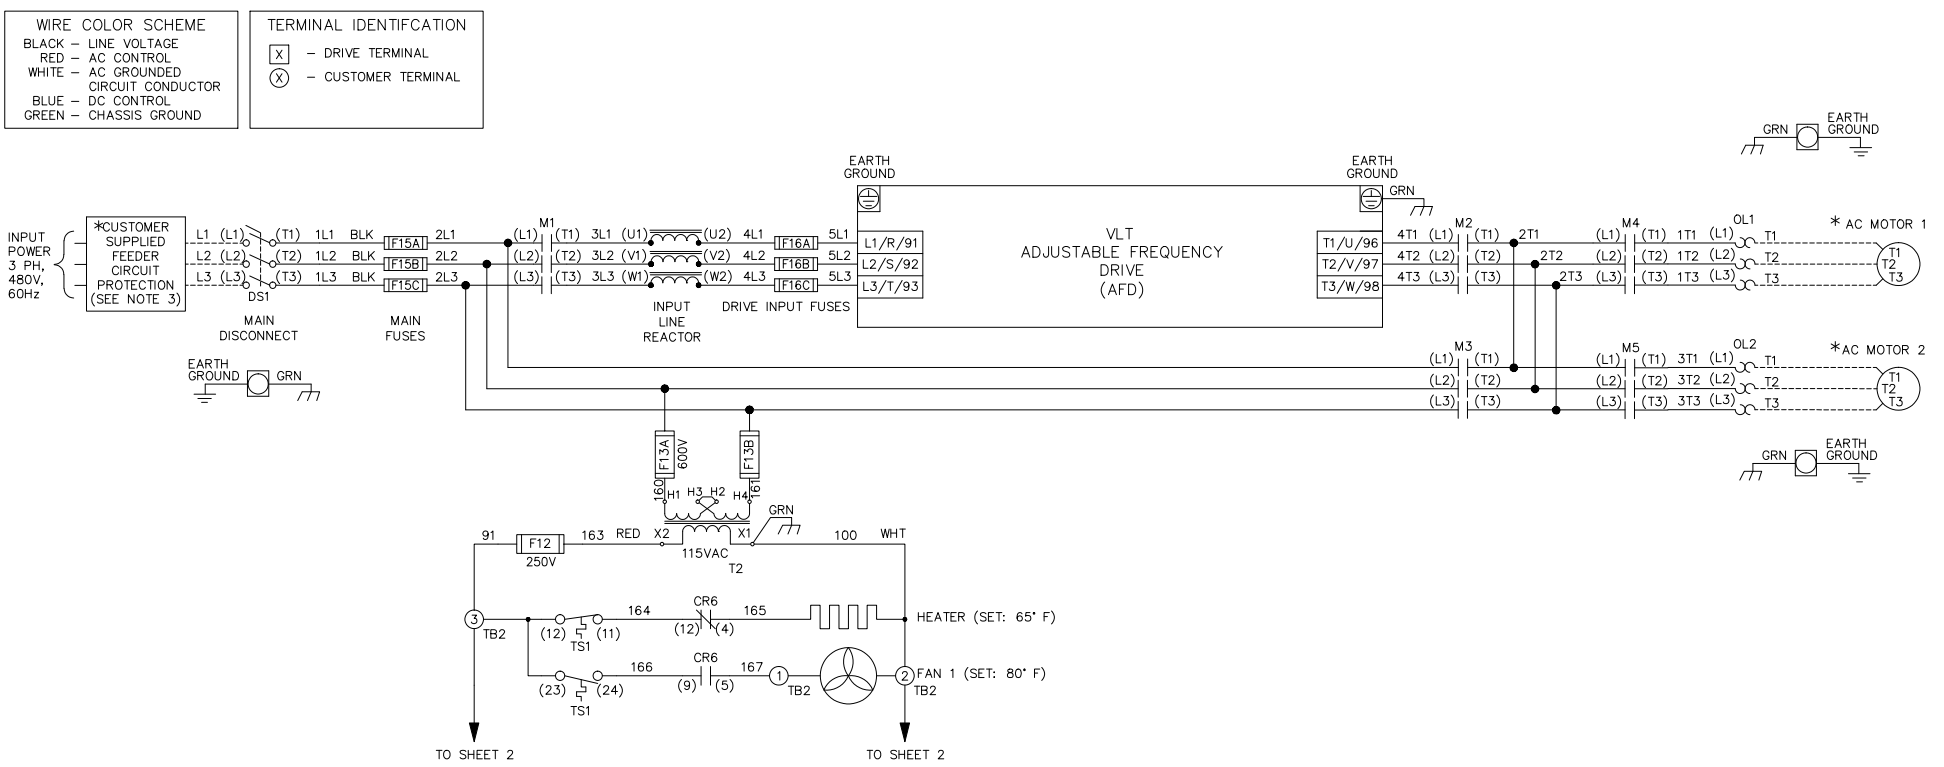 WIRE COLOR SCHEME
BLACK – LINE VOLTAGE
RED – AC CONTROL
WHITE – AC GROUNDED
CIRCUIT CONDUCTOR
BLUE – DC CONTROL
GREEN – CHASSIS GROUND
TERMINAL IDENTIFCATION
X – DRIVE TERMINAL
X – CUSTOMER TERMINAL
GRN
EARTH
GROUND
EARTH
GROUND
EARTH
GROUND
GRN
INPUT
POWER
3 PH,
480V,
60Hz
*CUSTOMER
SUPPLIED
FEEDER
CIRCUIT
PROTECTION
(SEE NOTE 3)
L1 (L1) (T1) 1L1 BLK F15A 2L1 (L1) M1 (T1) 3L1 (U1) (U2) 4L1 F16A 5L1 L1/R/91
L2 (L2) (T2) 1L2 BLK F15B 2L2 (L2) (T2) 3L2 (V1) (V2) 4L2 F16B 5L2 L2/S/92
L3 (L3) (T3) 1L3 BLK F15C 2L3 (L3) (T3) 3L3 (W1) (W2) 4L3 F16C 5L3 L3/T/93
DS1
MAIN
DISCONNECT
MAIN
FUSES
INPUT
LINE
REACTOR
DRIVE INPUT FUSES
VLT
ADJUSTABLE FREQUENCY
DRIVE
(AFD)
T1/U/96 4T1 (L1) M2 (T1) 2T1 (L1) M4 (T1) 1T1 (L1) OL1 T1
T2/V/97 4T2 (L2) (T2) 2T2 (L2) (T2) 1T2 (L2) T2
T3/W/98 4T3 (L3) (T3) 2T3 (L3) (T3) 1T3 (L3) T3
* AC MOTOR 1
T1
T2
T3
EARTH
GROUND GRN
M3 M5 OL2
(L1) (T1) (L1) (T1) 3T1 (L1) T1
(L2) (T2) (L2) (T2) 3T2 (L2) T2
(L3) (T3) (L3) (T3) 3T3 (L3) T3
*AC MOTOR 2
T1
T2
T3
GRN
EARTH
GROUND
F13A
600V
F13B
160
161
H1 H3 H2 H4
GRN
91 F12 163 RED X2 X1 100 WHT
250V
115VAC
T2
3
TB2
(12) (11)
TS1
164
CR6
(12) (4)
165
HEATER (SET: 65° F)
(23) (24)
TS1
166
CR6
(9) (5)
167
1
TB2
2
TB2
FAN 1 (SET: 80° F)
TO SHEET 2
TO SHEET 2